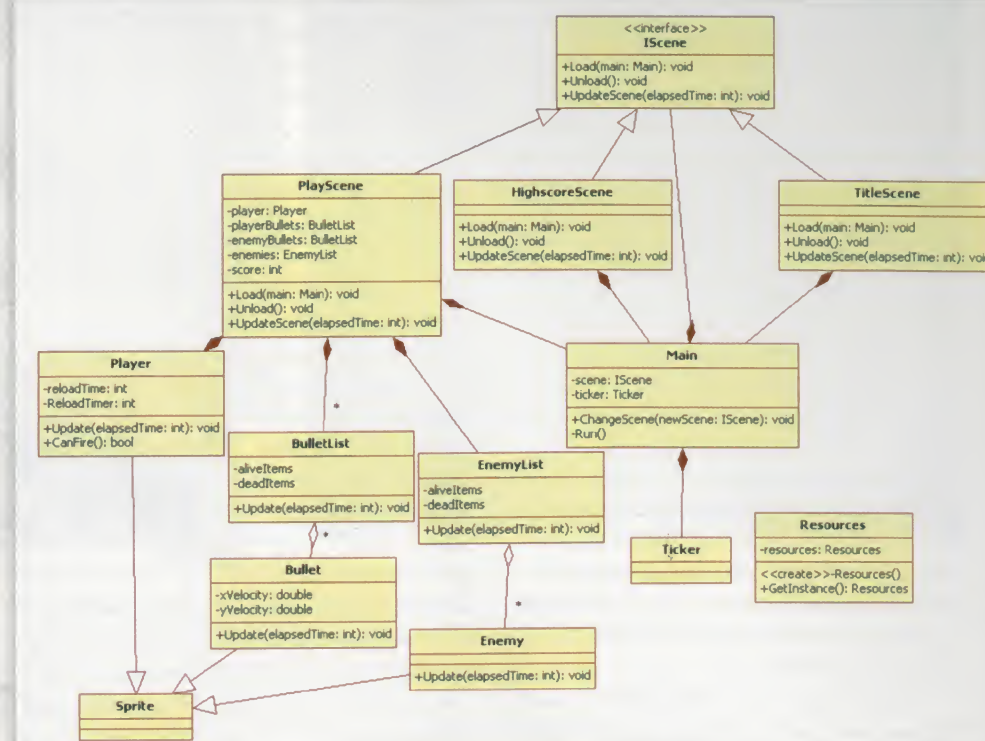 <<interface>>
IScene
+Load(main: Main): void
+Unload(): void
+UpdateScene(elapsedTime: int): void
PlayScene
-player: Player
-playerBullets: BulletList
-enemyBullets: BulletList
-enemies: EnemyList
-score: int
+Load(main: Main): void
+Unload(): void
+UpdateScene(elapsedTime: int): void
HighscoreScene
+Load(main: Main): void
+Unload(): void
+UpdateScene(elapsedTime: int): void
TitleScene
+Load(main: Main): void
+Unload(): void
+UpdateScene(elapsedTime: int): voi
Player
-reloadTime: int
-ReloadTimer: int
+Update(elapsedTime: int): void
+CanFire(): bool
Main
-scene: IScene
-ticker: Ticker
+ChangeScene(newScene: IScene): void
-Run()
*
BulletList
-aliveItems
-deadItems
+Update(elapsedTime: int): void
*
EnemyList
-aliveItems
-deadItems
+Update(elapsedTime: int): void
Ticker
Resources
-resources: Resources
<<create>>-Resources()
+GetInstance(): Resources
Bullet
-xVelocity: double
-yVelocity: double
+Update(elapsedTime: int): void
*
Enemy
+Update(elapsedTime: int): void
Sprite